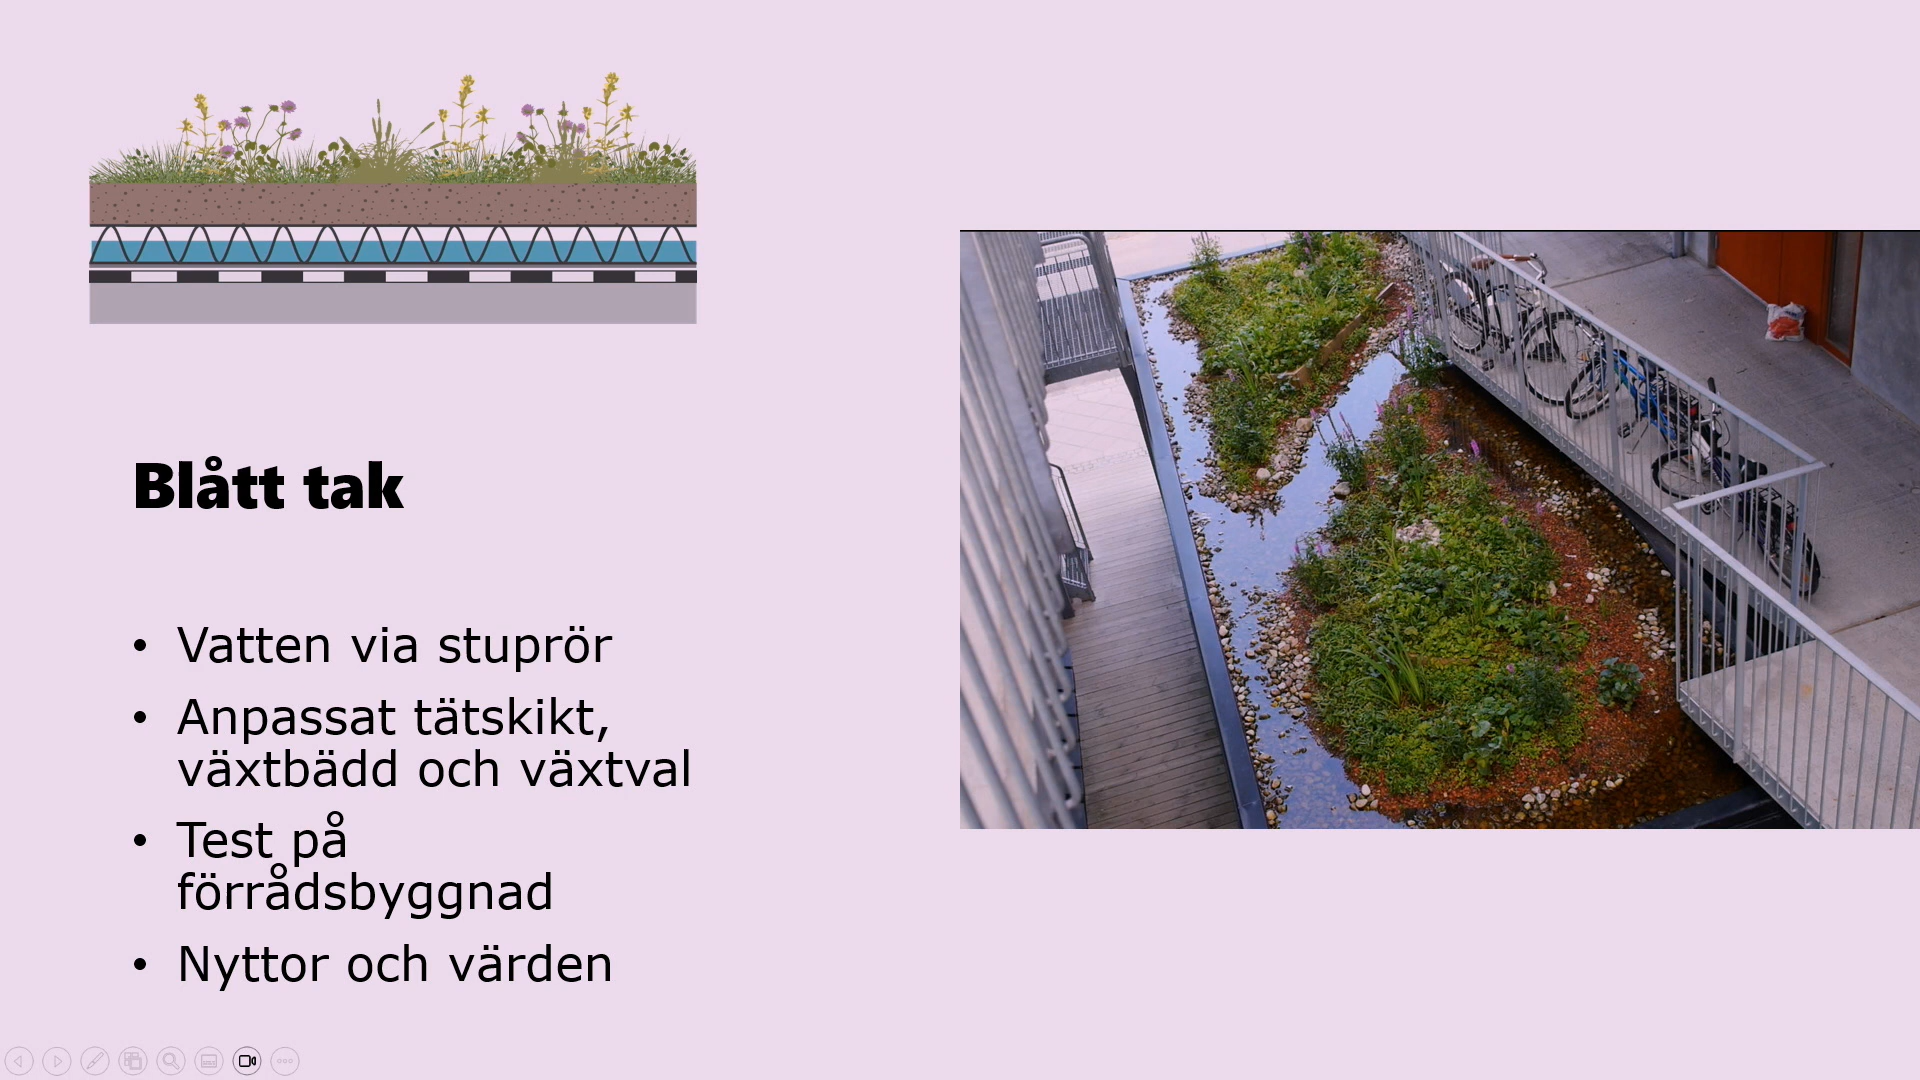 Blått tak
• Vatten via stuprör
• Anpassat tätskikt,
växtbädd och växtval
• Test på
förrådsbyggnad
• Nyttor och värden